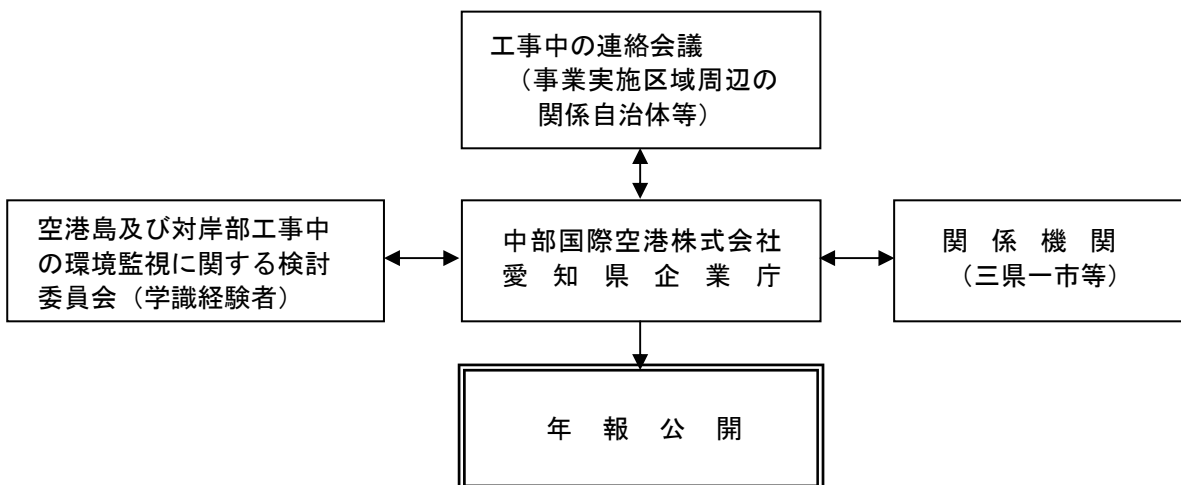 工事中の連絡会議
（事業実施区域周辺の
関係自治体等）
空港島及び対岸部工事中
の環境監視に関する検討
委員会（学識経験者）
中部国際空港株式会社
愛知県企業庁
関係機関
（三県一市等）
年報公開